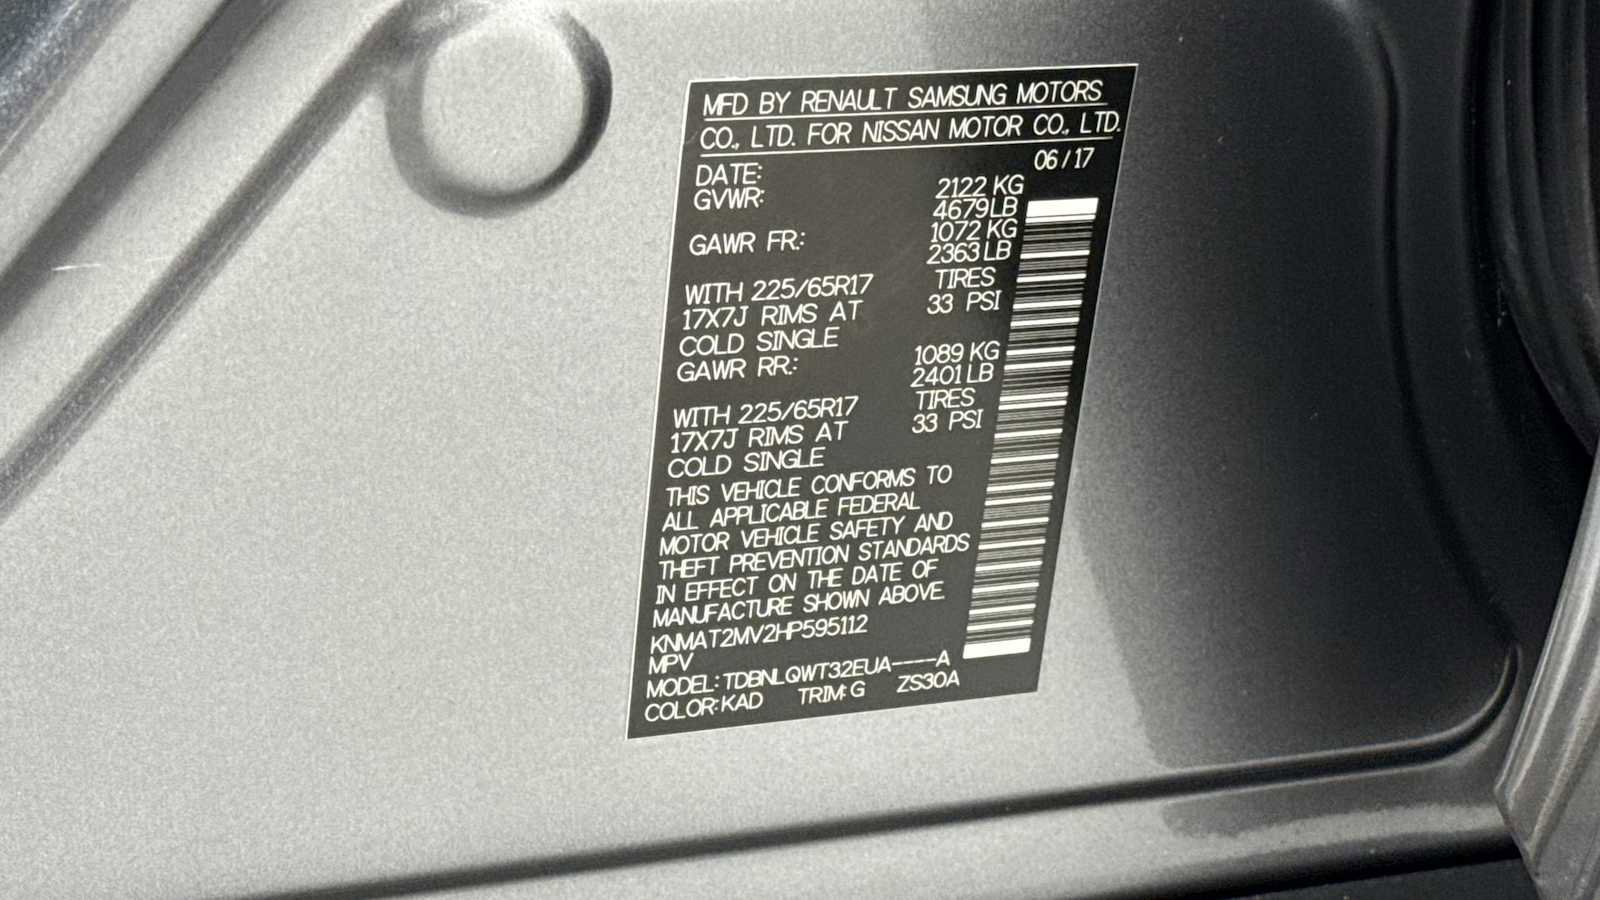 MFD BY RENAULT SAMSUNG MOTORS
CO., LTD. FOR NISSAN MOTOR CO., LTD.
DATE: 06/17
GVWR: 2122 KG
4679LB
GAWR FR.: 1072 KG
2363LB
WITH 225/65R17 TIRES
17X7J RIMS AT 33 PSI
COLD SINGLE
GAWR RR.: 1089 KG
2401LB
WITH 225/65R17 TIRES
17X7J RIMS AT 33 PSI
COLD SINGLE
THIS VEHICLE CONFORMS TO
ALL APPLICABLE FEDERAL
MOTOR VEHICLE SAFETY AND
THEFT PREVENTION STANDARDS
IN EFFECT ON THE DATE OF
MANUFACTURE SHOWN ABOVE.
KNMAT2MV2HP595112
MPV
MODEL: TDBNLQWT32EUA----A
COLOR: KAD TRIM: G ZS30A